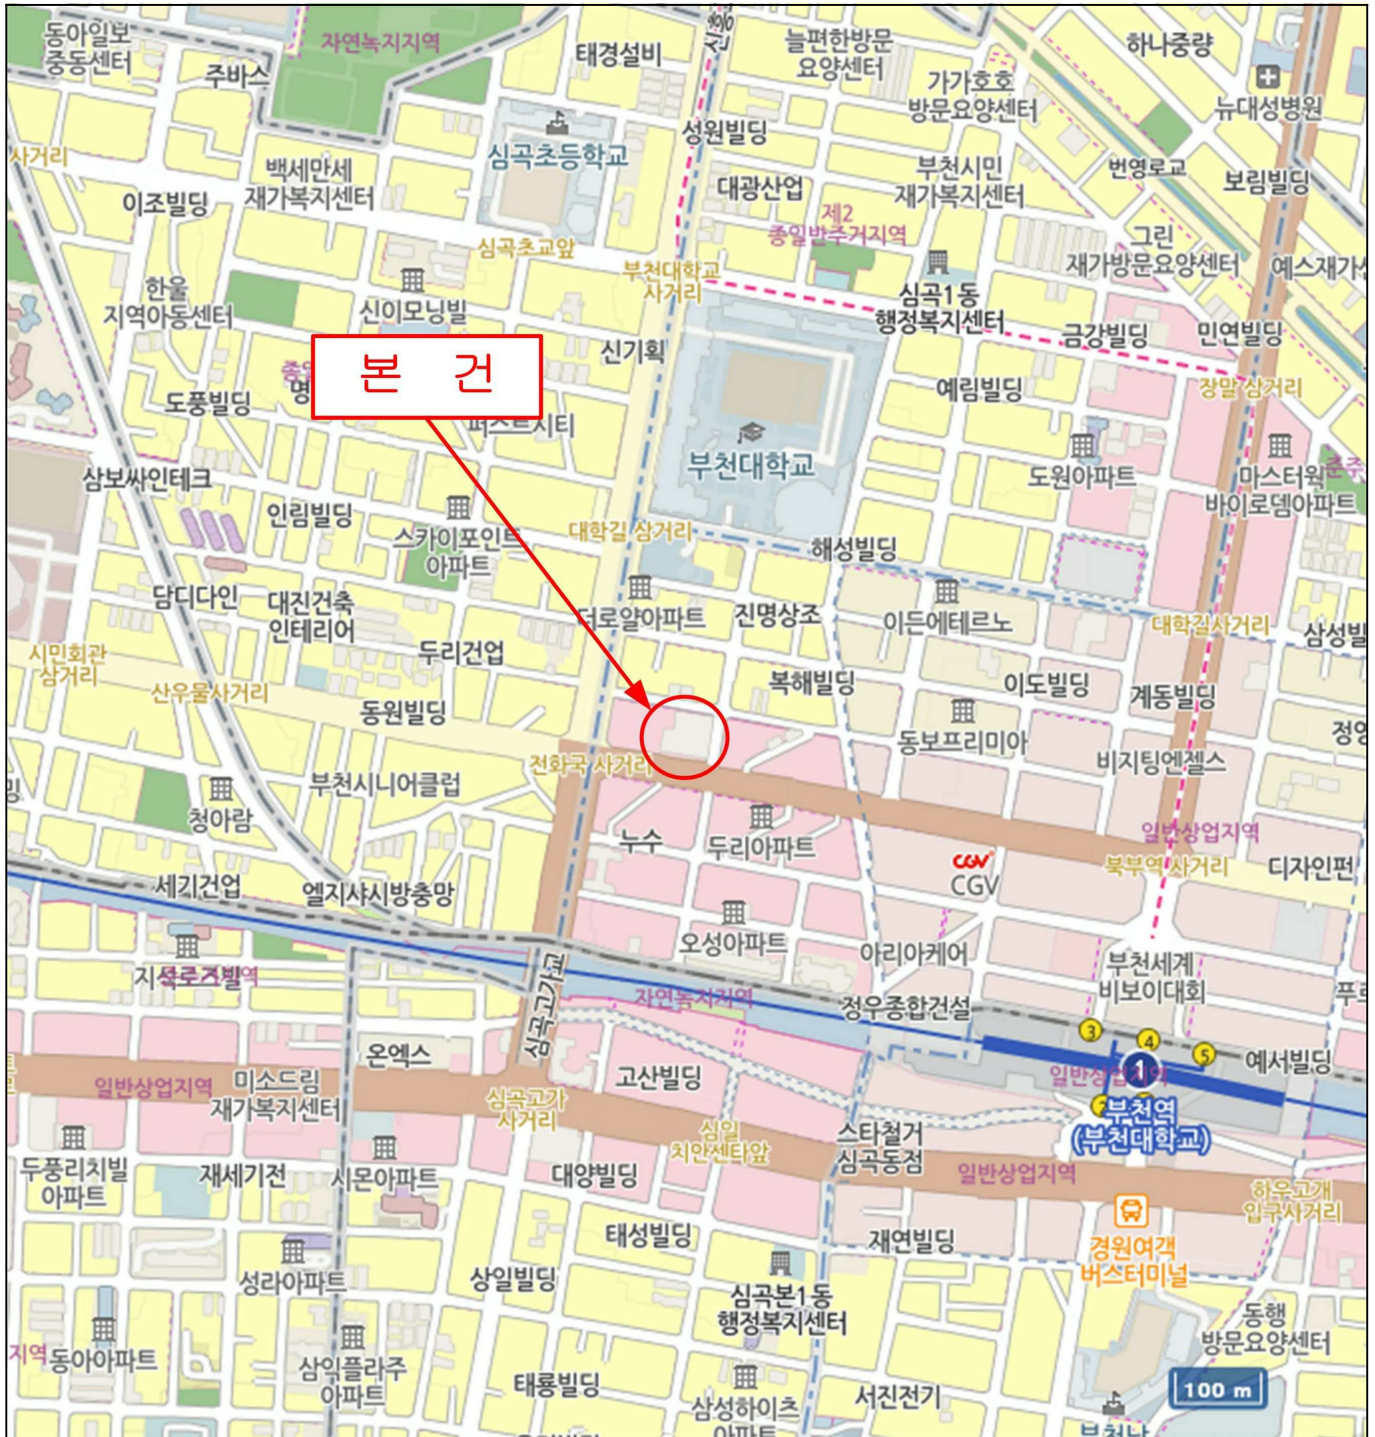 동아일보
중동센터
자연녹지지역
태경설비
늘편한방문
요양센터
하나중량
주바스
가가호호
방문요양센터
뉴대성병원
성원빌딩
심곡초등학교
사거리
백세만세
재가복지센터
부천시민
재가복지센터
번영로교
보림빌딩
이조빌딩
대광산업
제2
종일반주거지역
심곡초교앞
그린
재가방문요양센터
부천대학교
사거리
한울
지역아동센터
신이모닝빌
심곡1동
행정복지센터
금강빌딩
민연빌딩
신기획
본 건
도풍빌딩
예림빌딩
장말 삼거리
퍼스트시티
부천대학교
도원아파트
마스터웍
바이로뎀아파트
삼보싸인테크
인림빌딩
스카이포인트
아파트
대학길 삼거리
해성빌딩
담디다인
대진건축
인테리어
더로얄아파트
진명상조
이든에테르노
대학길사거리
삼성빌
시민회관
삼거리
두리건업
산우물사거리
동원빌딩
복해빌딩
이도빌딩
계동빌딩
동보프리미아
비지팅엔젤스
전화국 사거리
부천시니어클럽
청아람
누수
두리아파트
일반상업지역
CGV
CGV
북부역 사거리
디자인펀
세기건업
엘지샤시방충망
오성아파트
아리아케어
부천세계
비보이대회
심곡고가교
자연녹지지역
정우종합건설
3
4
5
예서빌딩
온엑스
고산빌딩
1
일반상업지역
일반상업지역
미소드림
재가복지센터
심곡고가
사거리
심일
치안센타앞
스타철거
심곡동점
부천역
(부천대학교)
두풍리치빌
아파트
재세기전
시몬아파트
대양빌딩
일반상업지역
하우고개
입구사거리
태성빌딩
재연빌딩
경원여객
버스터미널
성라아파트
상일빌딩
심곡본1동
행정복지센터
동행
방문요양센터
지역
동아아파트
삼익플라주
아파트
태룡빌딩
삼성하이츠
아파트
서진전기
100 m